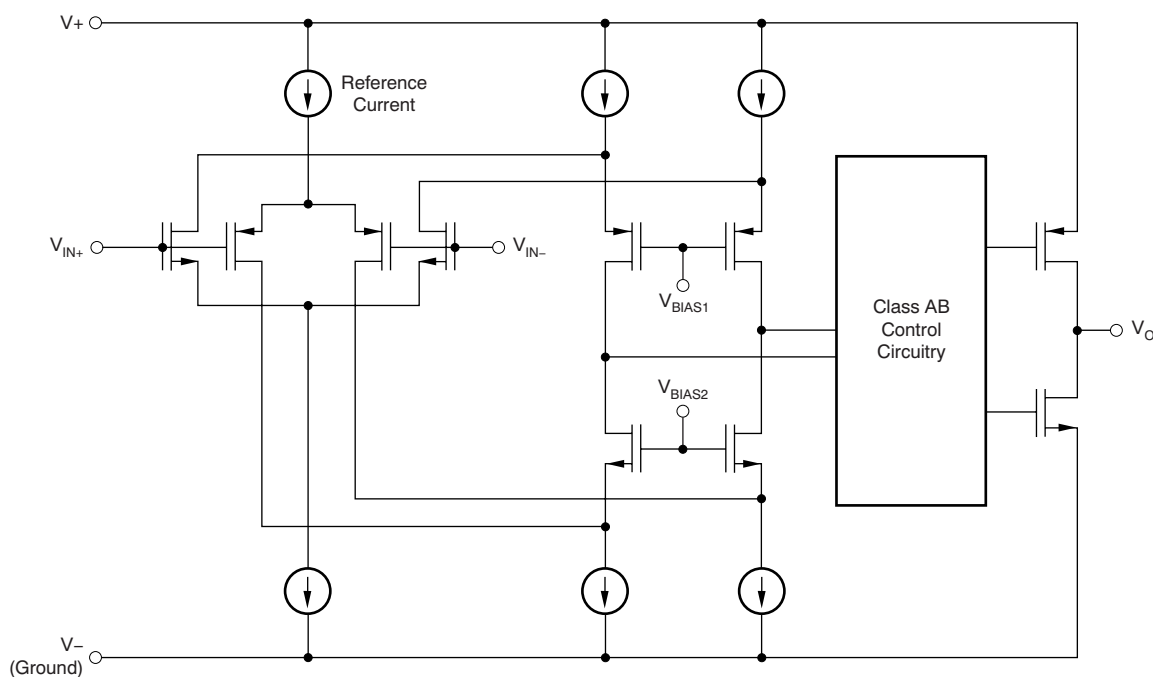 V+
Reference
Current
V_IN+
V_IN−
V_BIAS1
V_BIAS2
Class AB
Control
Circuitry
V_O
V−
(Ground)